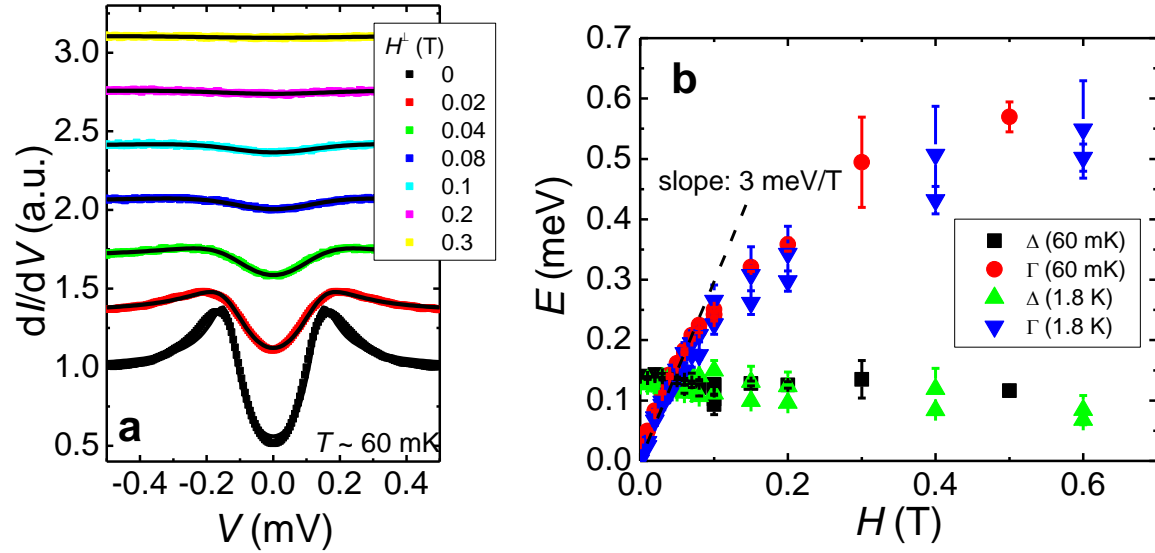 3.0
2.5
2.0
1.5
1.0
0.5
dI/dV (a.u.)
H⊥ (T)
0
0.02
0.04
0.08
0.1
0.2
0.3
a
T ~ 60 mK
-0.4 -0.2 0.0 0.2 0.4
V (mV)
0.7
0.6
0.5
0.4
0.3
0.2
0.1
0.0
E (meV)
b
slope: 3 meV/T
Δ (60 mK)
Γ (60 mK)
Δ (1.8 K)
Γ (1.8 K)
0.0 0.2 0.4 0.6
H (T)